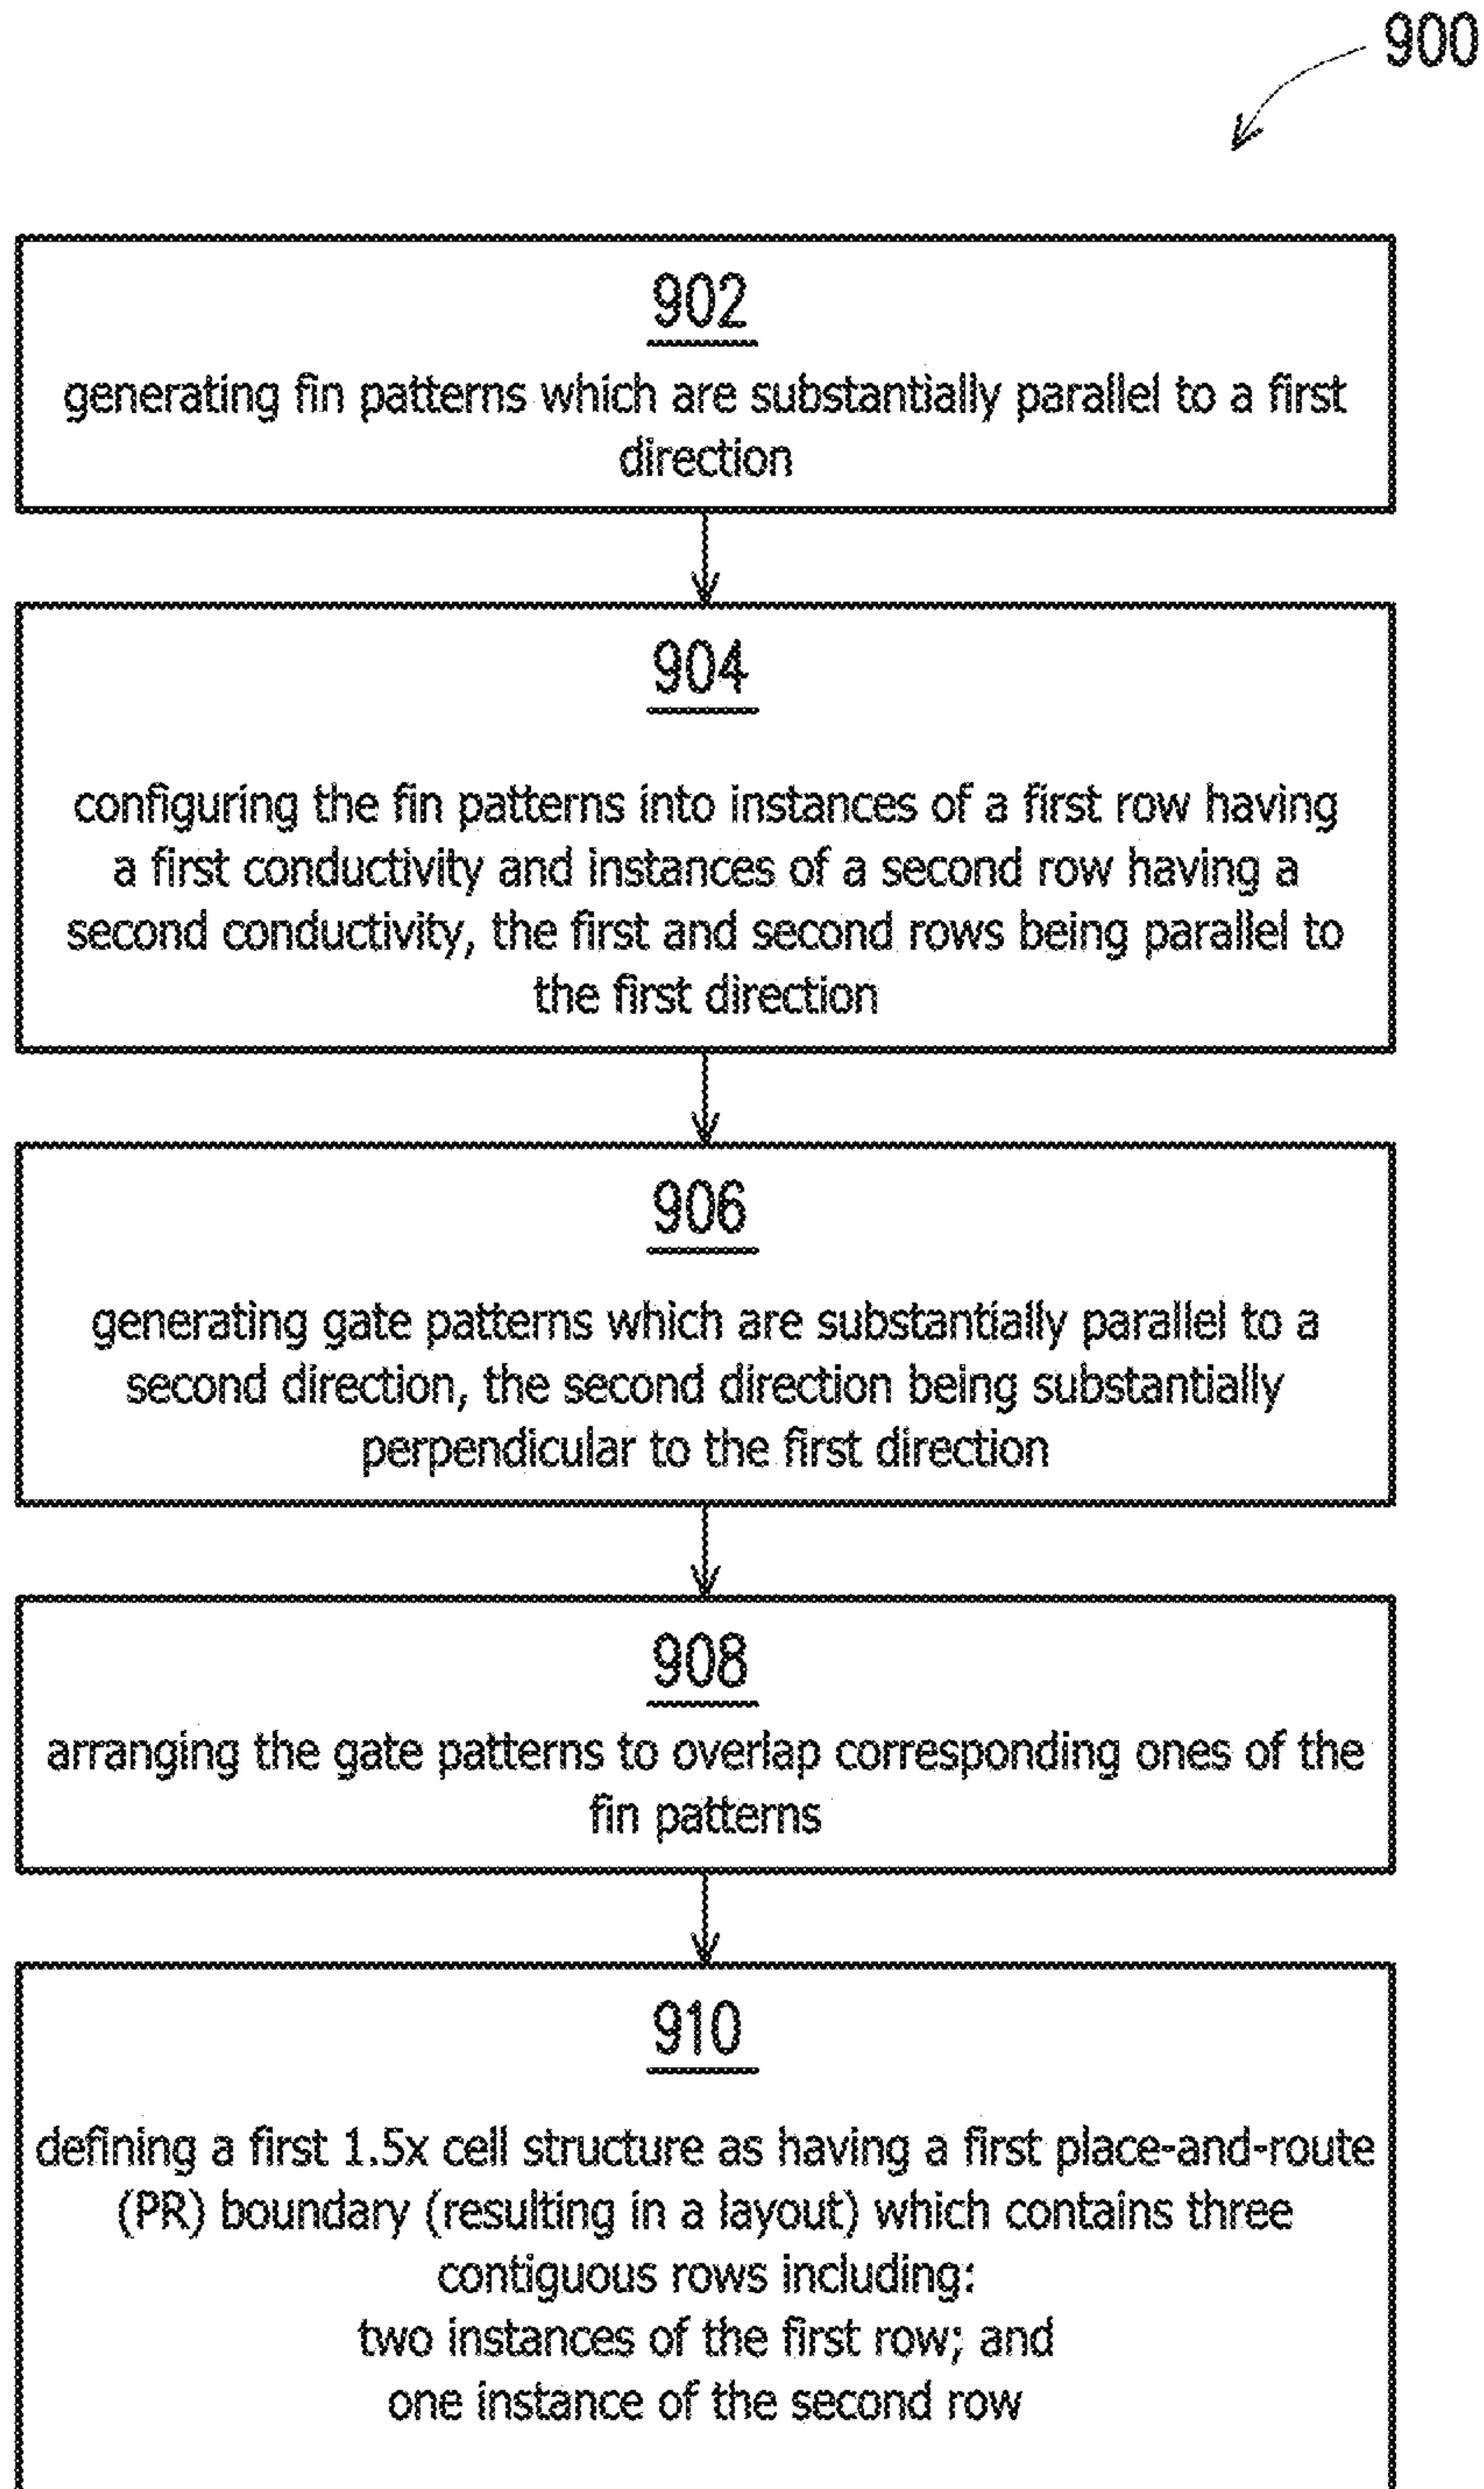 900
902
generating fin patterns which are substantially parallel to a first
direction
904
configuring the fin patterns into instances of a first row having
a first conductivity and instances of a second row having a
second conductivity, the first and second rows being parallel to
the first direction
906
generating gate patterns which are substantially parallel to a
second direction, the second direction being substantially
perpendicular to the first direction
908
arranging the gate patterns to overlap corresponding ones of the
fin patterns
910
defining a first 1.5x cell structure as having a first place-and-route
(PR) boundary (resulting in a layout) which contains three
contiguous rows including:
two instances of the first row; and
one instance of the second row